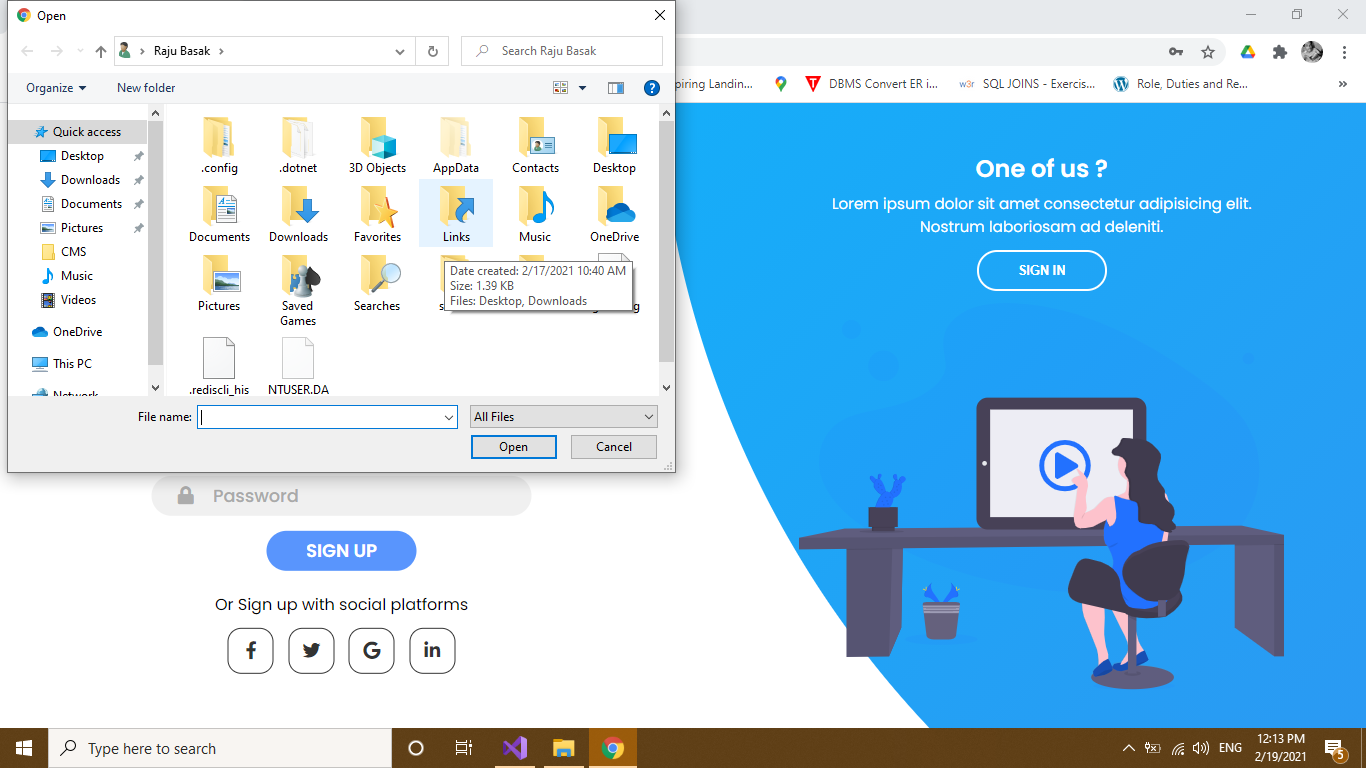 Open
Raju Basak
Search Raju Basak
Organize
New folder
piring Landin...
DBMS Convert ER i...
w3r
SQL JOINS - Exercis...
Role, Duties and Re...
Quick access
Desktop
Downloads
Documents
Pictures
CMS
Music
Videos
OneDrive
This PC
Network
.config
.dotnet
3D Objects
AppData
Contacts
Desktop
Documents
Downloads
Favorites
Links
Music
OneDrive
Pictures
Saved
Games
Searches
Date created: 2/17/2021 10:40 AM
Size: 1.39 KB
Files: Desktop, Downloads
.rediscli_his
NTUSER.DA
File name:
All Files
Open
Cancel
One of us ?
Lorem ipsum dolor sit amet consectetur adipisicing elit.
Nostrum laboriosam ad deleniti.
SIGN IN
Password
SIGN UP
Or Sign up with social platforms
Type here to search
ENG
12:13 PM
2/19/2021
5